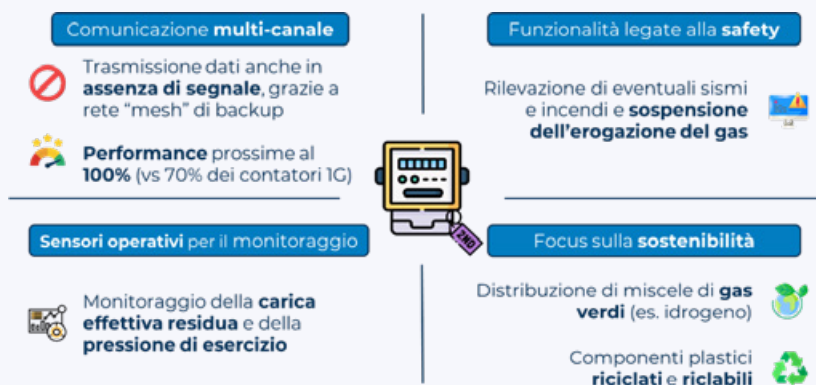 Comunicazione multi-canale
Trasmissione dati anche in
assenza di segnale, grazie a
rete “mesh” di backup
Performance prossime al
100% (vs 70% dei contatori 1G)
Funzionalità legate alla safety
Rilevazione di eventuali sismi
e incendi e sospensione
dell’erogazione del gas
2ND
Sensori operativi per il monitoraggio
Monitoraggio della carica
effettiva residua e della
pressione di esercizio
Focus sulla sostenibilità
Distribuzione di miscele di gas
verdi (es. idrogeno)
Componenti plastici
riciclati e riclabili